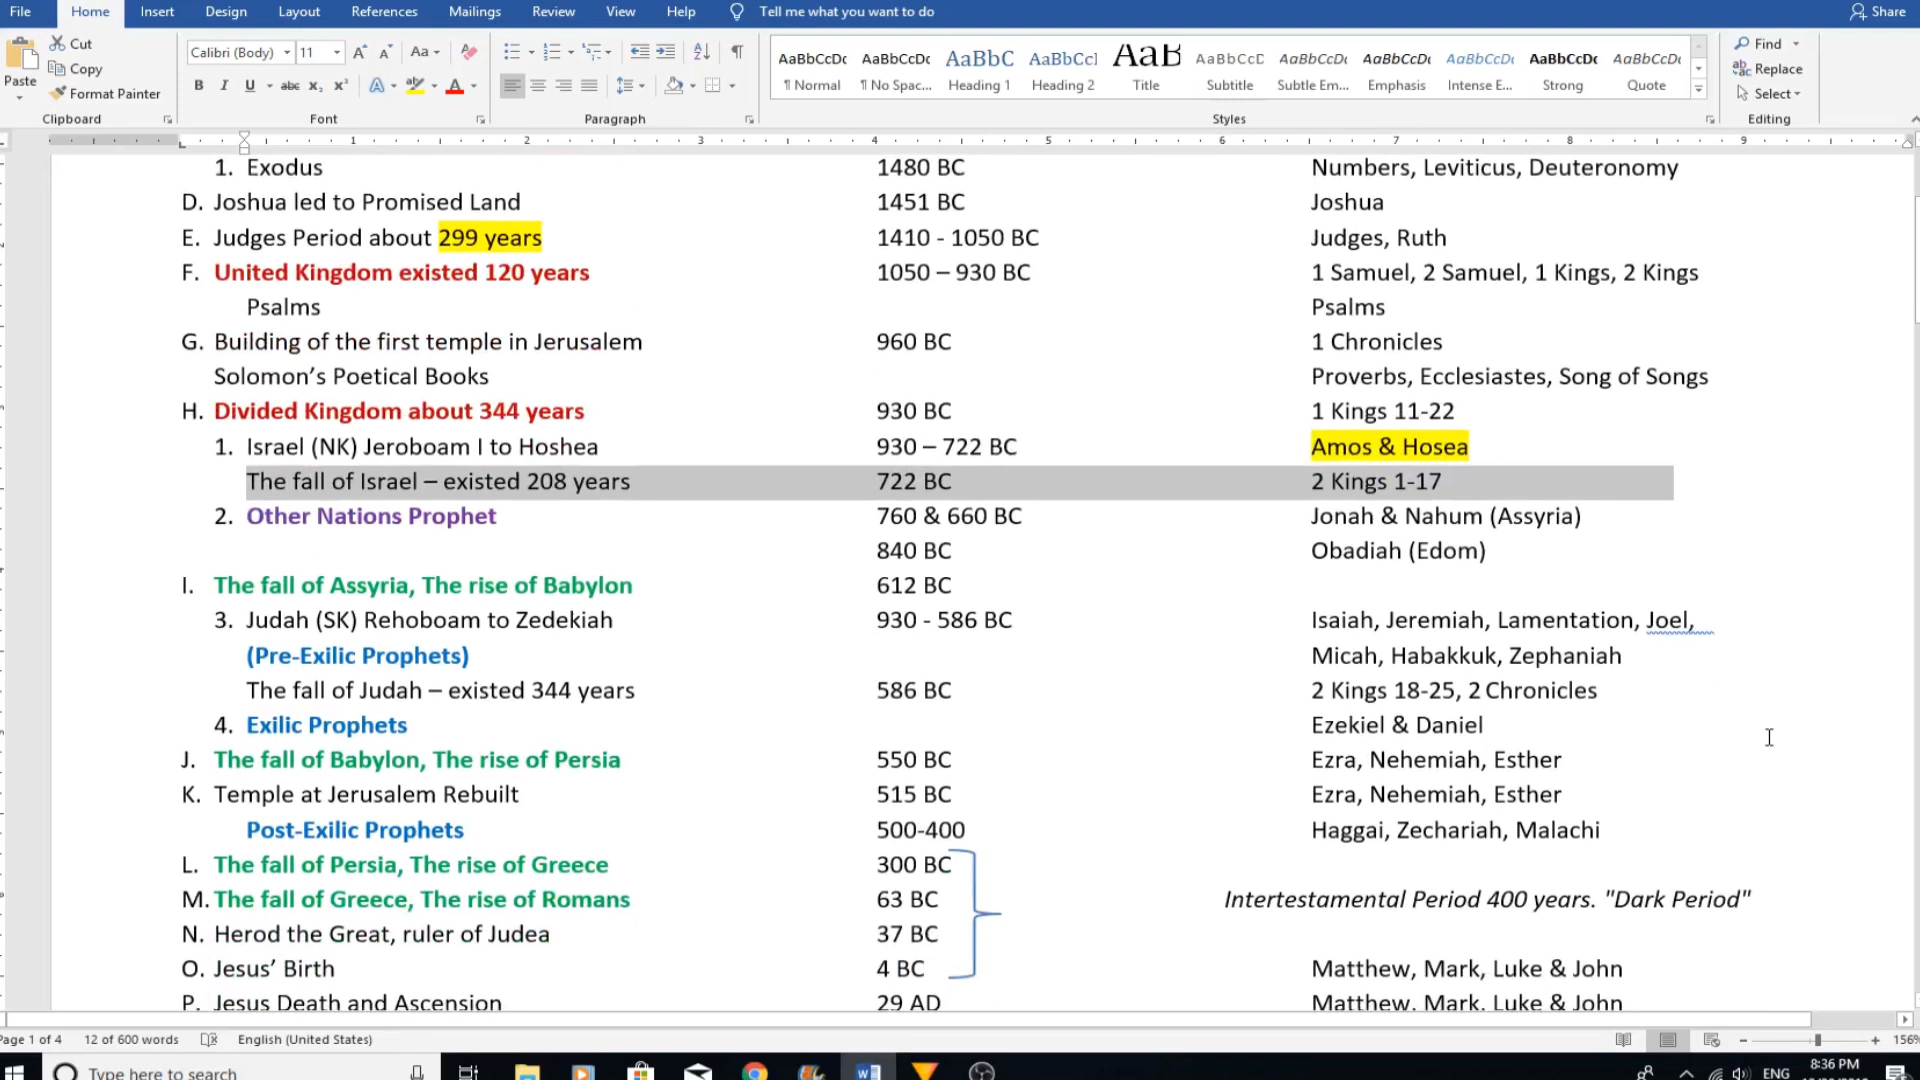 File Home Insert Design Layout References Mailings Review View Help Tell me what you want to do Share
Cut
Copy
Format Painter
Paste
Clipboard
Calibri (Body) 11
Font
Paragraph
AaBbCcDc AaBbCcDc AaBbC AaBbCcl AaB AaBbCcC AaBbCcDc AaBbCcDc AaBbCcDc AaBbCcDc AaBbCcDc
¶ Normal ¶ No Spac... Heading 1 Heading 2 Title Subtitle Subtle Em... Emphasis Intense E... Strong Quote
Styles
Find
Replace
Select
Editing
1 2 3 4 5 6 7 8 9
1. Exodus 1480 BC Numbers, Leviticus, Deuteronomy
D. Joshua led to Promised Land 1451 BC Joshua
E. Judges Period about 299 years 1410 - 1050 BC Judges, Ruth
F. United Kingdom existed 120 years 1050 – 930 BC 1 Samuel, 2 Samuel, 1 Kings, 2 Kings
Psalms Psalms
G. Building of the first temple in Jerusalem 960 BC 1 Chronicles
Solomon’s Poetical Books Proverbs, Ecclesiastes, Song of Songs
H. Divided Kingdom about 344 years 930 BC 1 Kings 11-22
1. Israel (NK) Jeroboam I to Hoshea 930 – 722 BC Amos & Hosea
The fall of Israel – existed 208 years 722 BC 2 Kings 1-17
2. Other Nations Prophet 760 & 660 BC Jonah & Nahum (Assyria)
840 BC Obadiah (Edom)
I. The fall of Assyria, The rise of Babylon 612 BC
3. Judah (SK) Rehoboam to Zedekiah 930 - 586 BC Isaiah, Jeremiah, Lamentation, Joel,
(Pre-Exilic Prophets) Micah, Habakkuk, Zephaniah
The fall of Judah – existed 344 years 586 BC 2 Kings 18-25, 2 Chronicles
4. Exilic Prophets Ezekiel & Daniel
J. The fall of Babylon, The rise of Persia 550 BC Ezra, Nehemiah, Esther
K. Temple at Jerusalem Rebuilt 515 BC Ezra, Nehemiah, Esther
Post-Exilic Prophets 500-400 Haggai, Zechariah, Malachi
L. The fall of Persia, The rise of Greece 300 BC
M. The fall of Greece, The rise of Romans 63 BC Intertestamental Period 400 years. "Dark Period"
N. Herod the Great, ruler of Judea 37 BC
O. Jesus’ Birth 4 BC Matthew, Mark, Luke & John
P. Jesus Death and Ascension 29 AD Matthew, Mark, Luke & John
Page 1 of 4 12 of 600 words English (United States) 156%
Type here to search ENG 8:36 PM